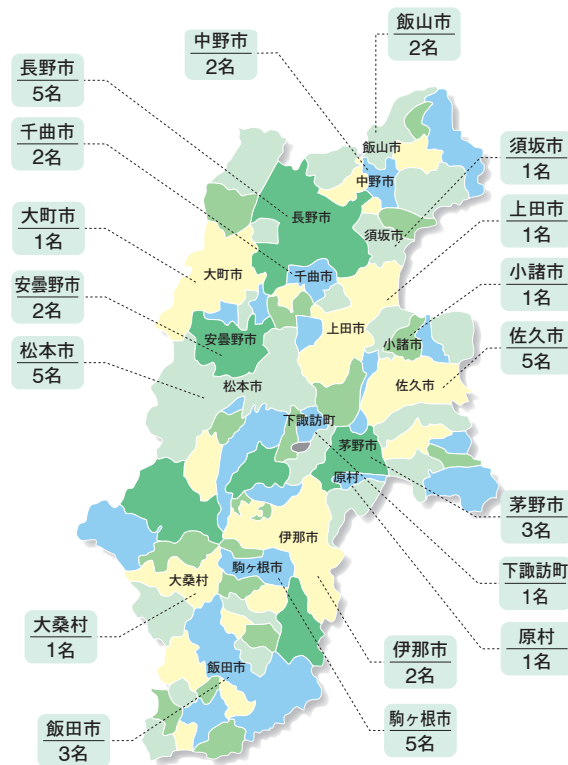 飯山市
2名
中野市
2名
長野市
5名
千曲市
2名
大町市
1名
安曇野市
2名
松本市
5名
須坂市
1名
上田市
1名
小諸市
1名
佐久市
5名
茅野市
3名
下諏訪町
1名
原村
1名
伊那市
2名
駒ヶ根市
5名
大桑村
1名
飯田市
3名
飯山市
中野市
長野市
須坂市
千曲市
大町市
上田市
安曇野市
小諸市
松本市
佐久市
下諏訪町
茅野市
原村
伊那市
駒ヶ根市
大桑村
飯田市